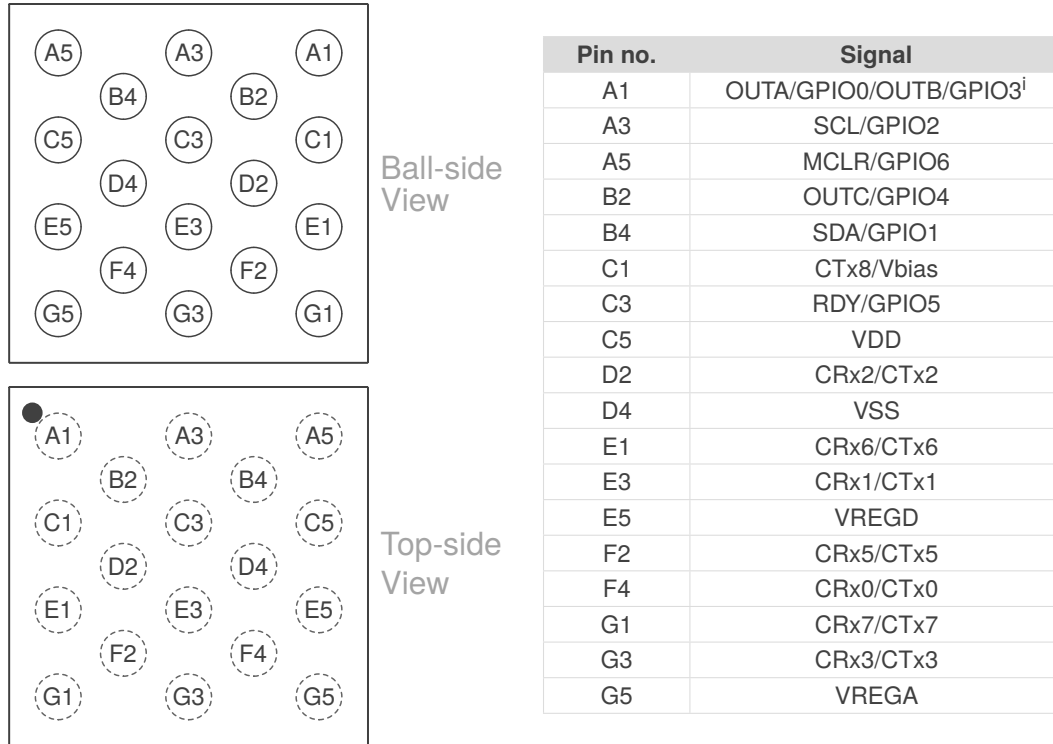 A5 A3 A1
B4 B2
C5 C3 C1
D4 D2
E5 E3 E1
F4 F2
G5 G3 G1
Ball-side
View
A1 A3 A5
B2 B4
C1 C3 C5
D2 D4
E1 E3 E5
F2 F4
G1 G3 G5
Top-side
View
Pin no. Signal
A1 OUTA/GPIO0/OUTB/GPIO3ⁱ
A3 SCL/GPIO2
A5 MCLR/GPIO6
B2 OUTC/GPIO4
B4 SDA/GPIO1
C1 CTx8/Vbias
C3 RDY/GPIO5
C5 VDD
D2 CRx2/CTx2
D4 VSS
E1 CRx6/CTx6
E3 CRx1/CTx1
E5 VREGD
F2 CRx5/CTx5
F4 CRx0/CTx0
G1 CRx7/CTx7
G3 CRx3/CTx3
G5 VREGA